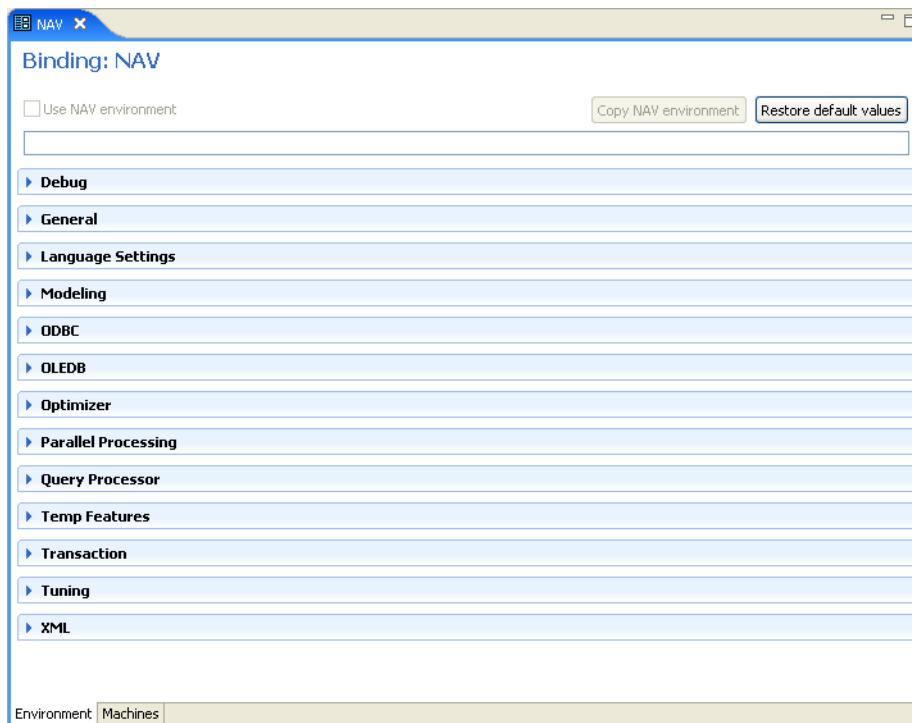 NAV
Binding: NAV
Use NAV environment
Copy NAV environment
Restore default values
Debug
General
Language Settings
Modeling
ODBC
OLEDB
Optimizer
Parallel Processing
Query Processor
Temp Features
Transaction
Tuning
XML
Environment
Machines